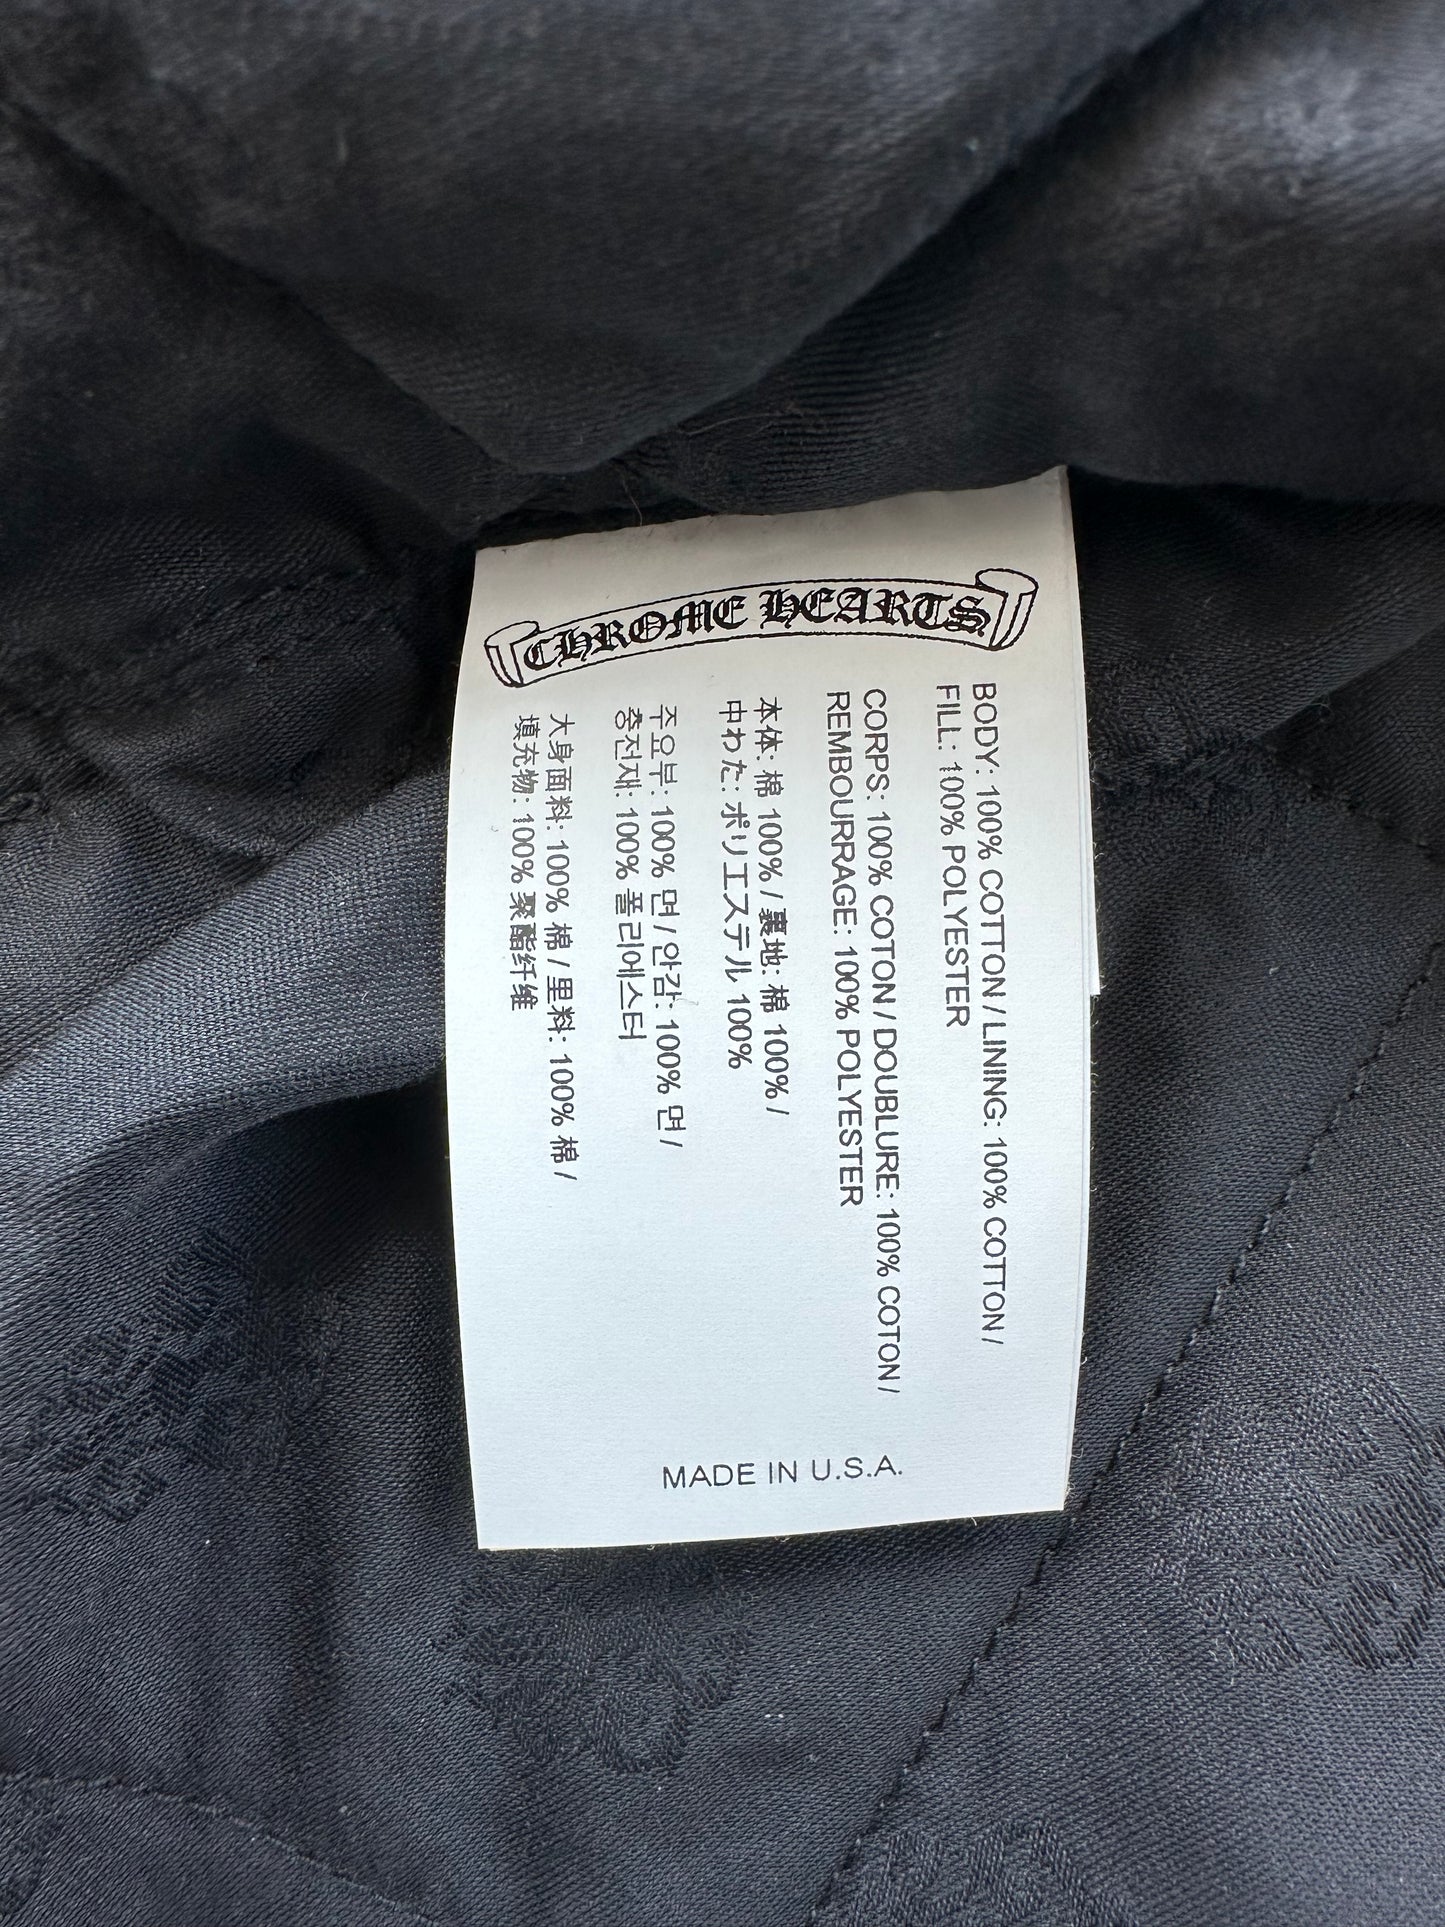 CHROME HEARTS
BODY: 100% COTTON / LINING: 100% COTTON /
FILL: 100% POLYESTER
CORPS: 100% COTON / DOUBLURE: 100% COTON /
REMBOURRAGE: 100% POLYESTER
本体: 棉 100% / 裏地: 棉 100% /
中わた: ポリエステル 100%
주요부: 100% 면 / 안감: 100% 면 /
충전재: 100% 폴리에스터
大身面料: 100% 棉 / 里料: 100% 棉 /
填充物: 100% 聚酯纤维
MADE IN U.S.A.